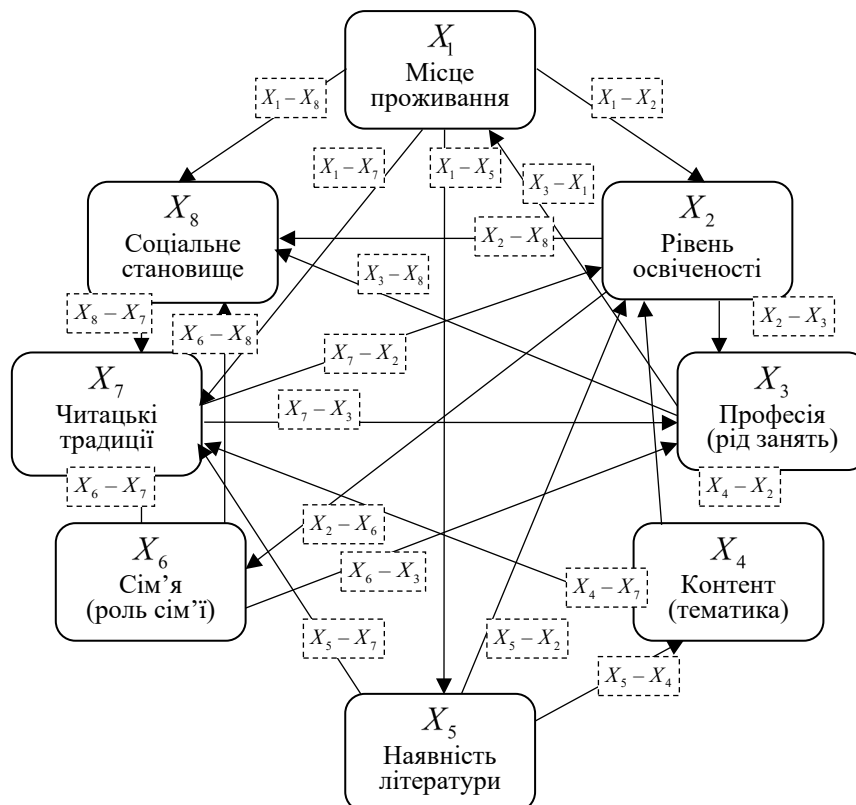 X₁
Місце
проживання
X₁ – X₈
X₁ – X₂
X₁ – X₇
X₁ – X₅
X₃ – X₁
X₈
Соціальне
становище
X₂
Рівень
освіченості
X₂ – X₈
X₃ – X₈
X₈ – X₇
X₆ – X₈
X₂ – X₃
X₇ – X₂
X₇
Читацькі
традиції
X₇ – X₃
X₃
Професія
(рід занять)
X₆ – X₇
X₄ – X₂
X₂ – X₆
X₆
Сім’я
(роль сім’ї)
X₆ – X₃
X₄ – X₇
X₄
Контент
(тематика)
X₅ – X₇
X₅ – X₂
X₅ – X₄
X₅
Наявність
літератури